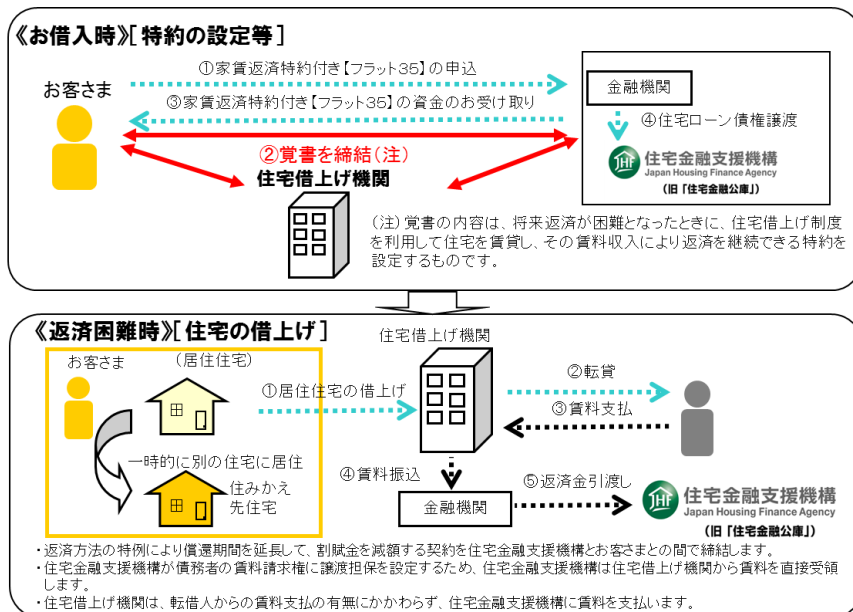 《お借入時》[特約の設定等]
①家賃返済特約付き【フラット35】の申込
お客さま
金融機関
③家賃返済特約付き【フラット35】の資金のお受け取り
④住宅ローン債権譲渡
②覚書を締結(注)
JHF 住宅金融支援機構
Japan Housing Finance Agency
(旧「住宅金融公庫」)
住宅借上げ機関
(注)覚書の内容は、将来返済が困難となったときに、住宅借上げ制度
を利用して住宅を賃貸し、その賃料収入により返済を継続できる特約を
設定するものです。
《返済困難時》[住宅の借上げ]
住宅借上げ機関
お客さま
(居住住宅)
①居住住宅の借上げ
②転貸
③賃料支払
一時的に別の住宅に居住
住みかえ
先住宅
④賃料振込
金融機関
⑤返済金引渡し
JHF 住宅金融支援機構
Japan Housing Finance Agency
(旧「住宅金融公庫」)
・返済方法の特例により償還期間を延長して、割賦金を減額する契約を住宅金融支援機構とお客さまとの間で締結します。
・住宅金融支援機構が債務者の賃料請求権に譲渡担保を設定するため、住宅金融支援機構は住宅借上げ機関から賃料を直接受領
します。
・住宅借上げ機関は、転借人からの賃料支払の有無にかかわらず、住宅金融支援機構に賃料を支払います。